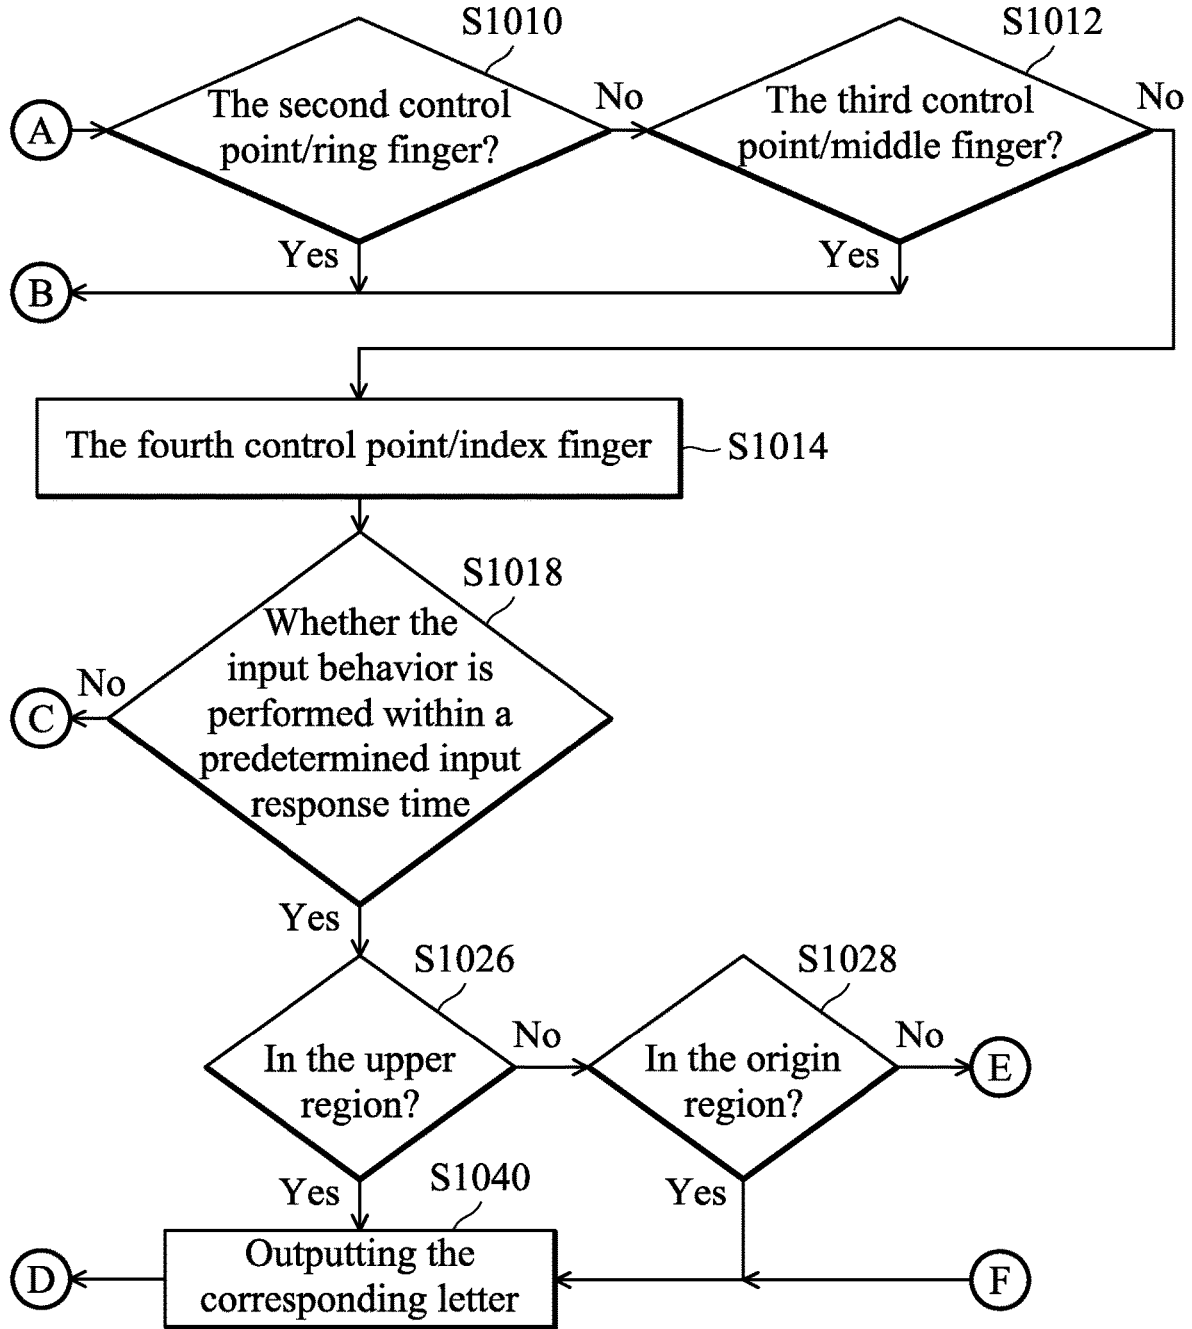 S1010
S1012
A
The second control
point/ring finger?
No
The third control
point/middle finger?
No
Yes
Yes
B
The fourth control point/index finger
S1014
S1018
Whether the
input behavior is
performed within a
predetermined input
response time
No
C
Yes
S1026
S1028
In the upper
region?
No
In the origin
region?
No
E
Yes
S1040
Yes
D
Outputting the
corresponding letter
F